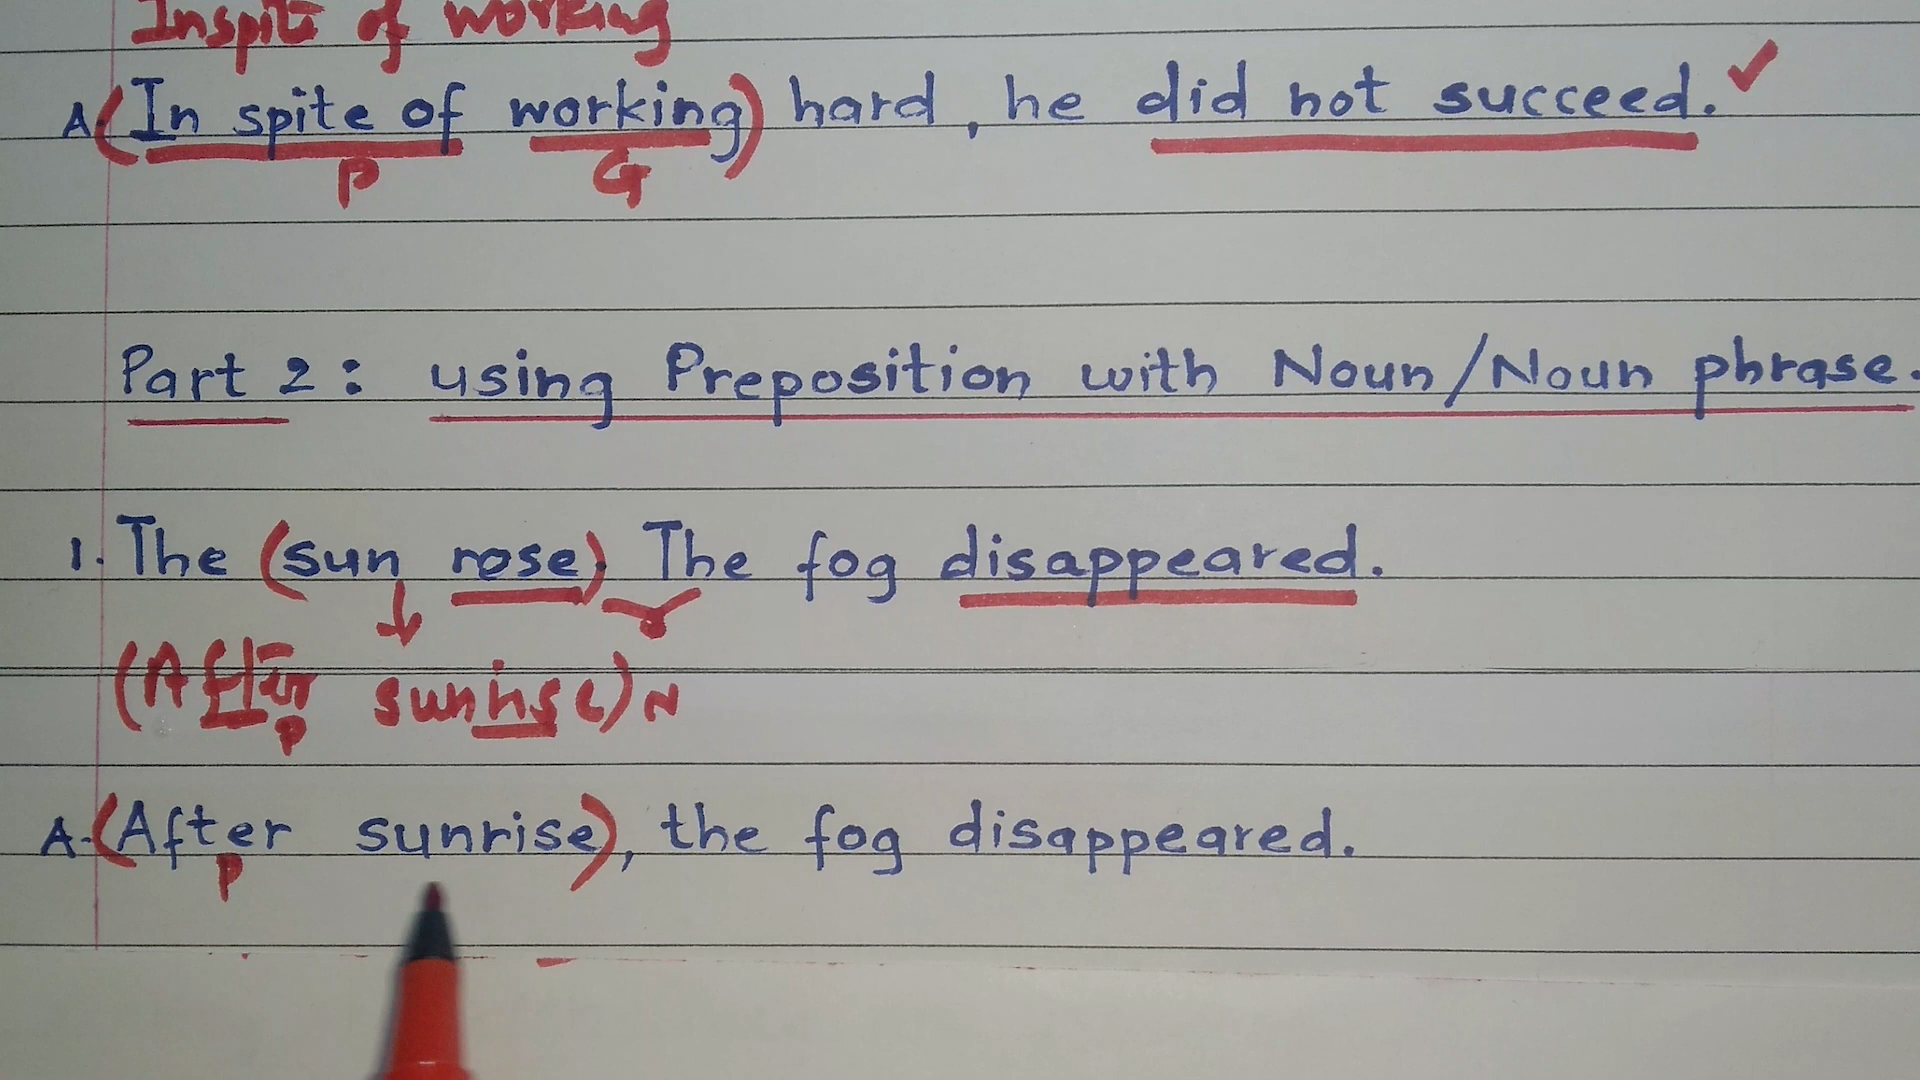 Inspite of working
A. (In spite of working) hard, he did not succeed. ✓
P G
Part 2: using Preposition with Noun/Noun phrase.
1. The (sun rose). The fog disappeared.
(After sunrise) N
P
A. (After sunrise), the fog disappeared.
P